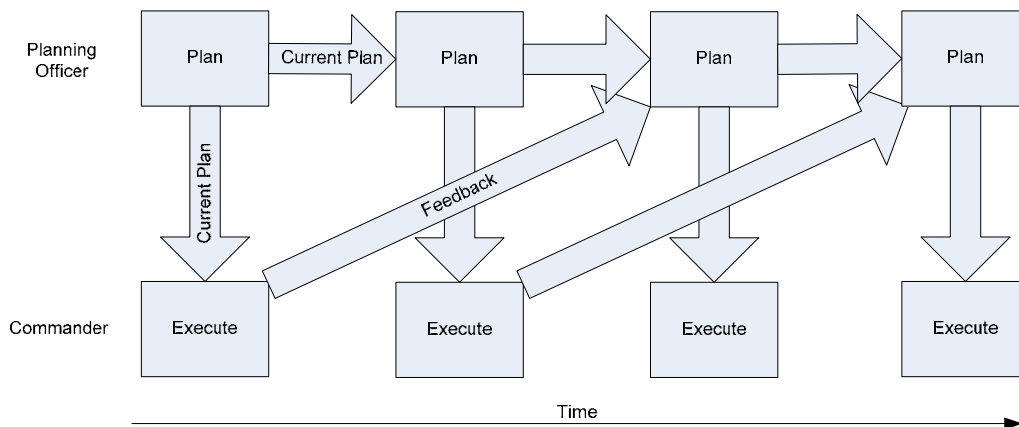 Planning
Officer
Plan
Current Plan
Plan
Plan
Plan
Current Plan
Feedback
Commander
Execute
Execute
Execute
Execute
Time